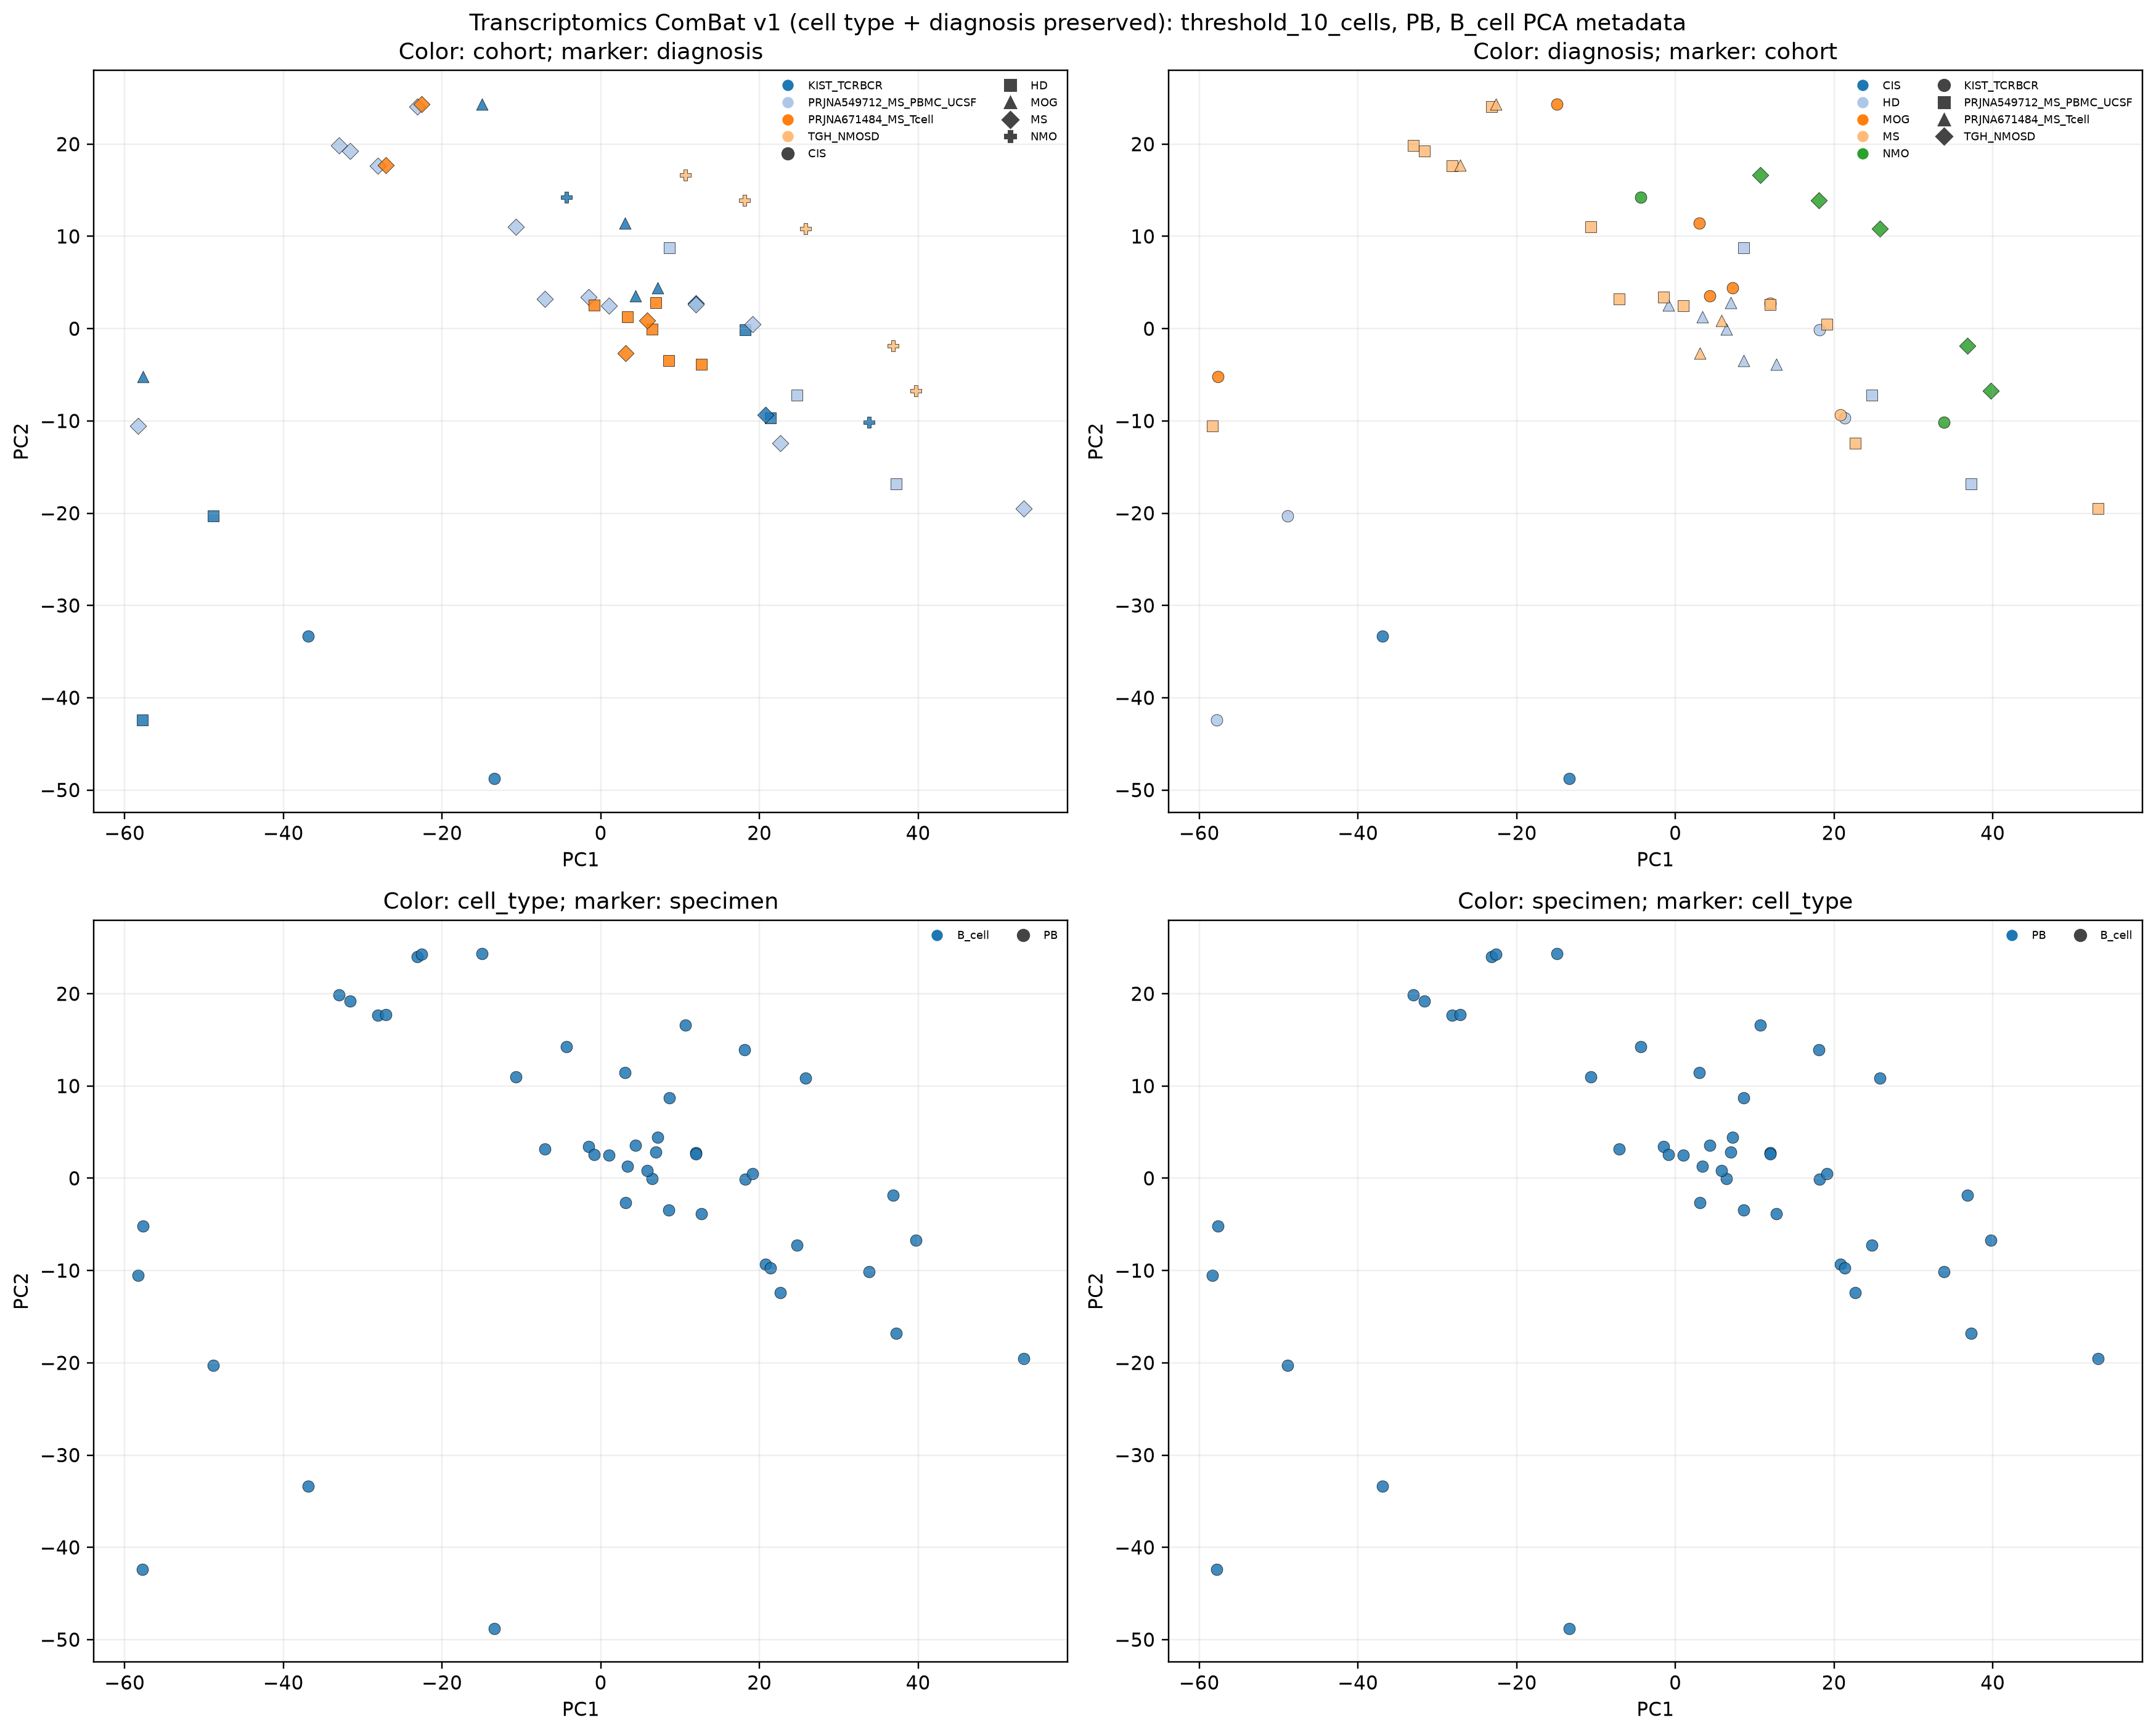 Transcriptomics ComBat v1 (cell type + diagnosis preserved): threshold_10_cells, PB, B_cell PCA metadata
Color: cohort; marker: diagnosis
KIST_TCRBCR
PRJNA549712_MS_PBMC_UCSF
PRJNA671484_MS_Tcell
TGH_NMOSD
CIS
HD
MOG
MS
NMO
20
10
0
−10
−20
−30
−40
−50
PC2
−60
−40
−20
0
20
40
PC1
Color: diagnosis; marker: cohort
CIS
HD
MOG
MS
NMO
KIST_TCRBCR
PRJNA549712_MS_PBMC_UCSF
PRJNA671484_MS_Tcell
TGH_NMOSD
20
10
0
−10
−20
−30
−40
−50
PC2
−60
−40
−20
0
20
40
PC1
Color: cell_type; marker: specimen
B_cell
PB
20
10
0
−10
−20
−30
−40
−50
PC2
−60
−40
−20
0
20
40
PC1
Color: specimen; marker: cell_type
PB
B_cell
20
10
0
−10
−20
−30
−40
−50
PC2
−60
−40
−20
0
20
40
PC1